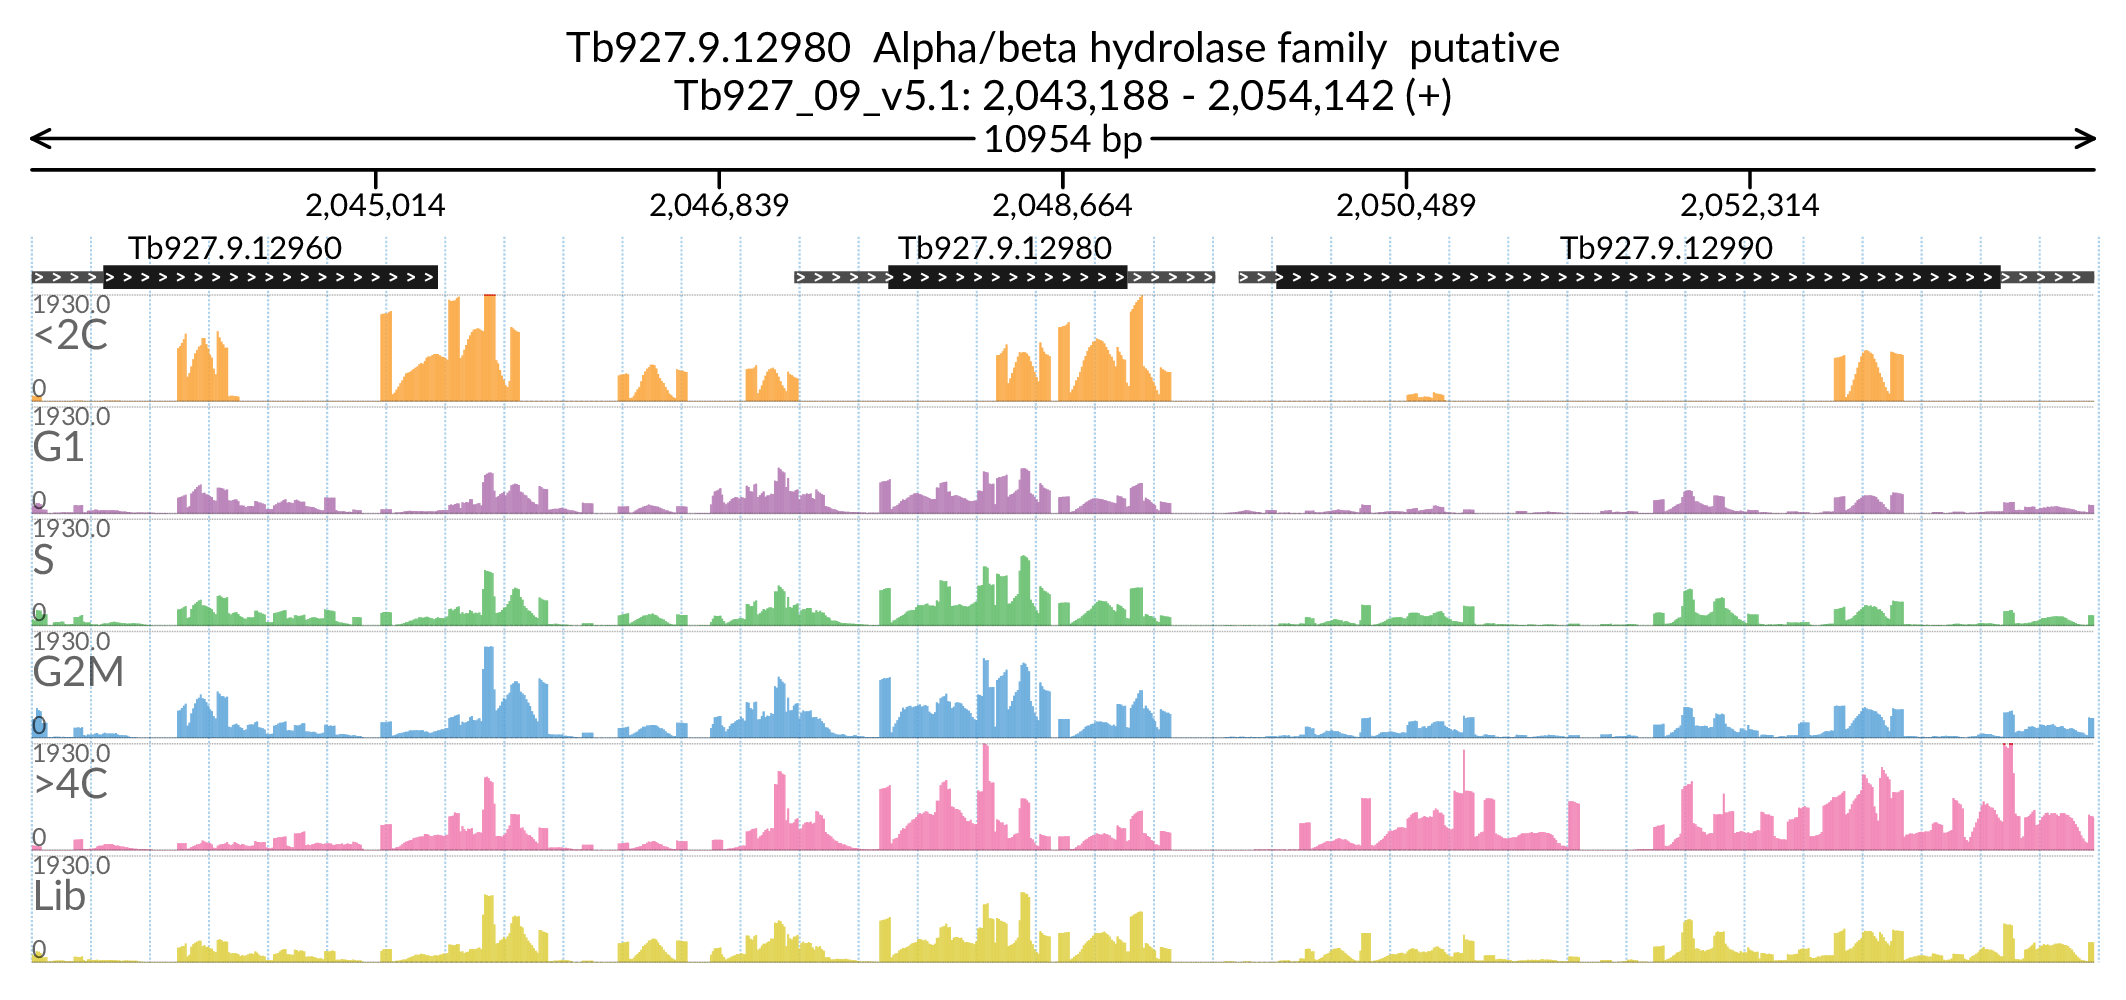 Tb927.9.12980  Alpha/beta hydrolase family  putative
Tb927_09_v5.1: 2,043,188 - 2,054,142 (+)
10954 bp
2,045,014 2,046,839 2,048,664 2,050,489 2,052,314
Tb927.9.12960 Tb927.9.12980 Tb927.9.12990
1930.0
<2C
0
1930.0
G1
0
1930.0
S
0
1930.0
G2M
0
1930.0
>4C
0
1930.0
Lib
0